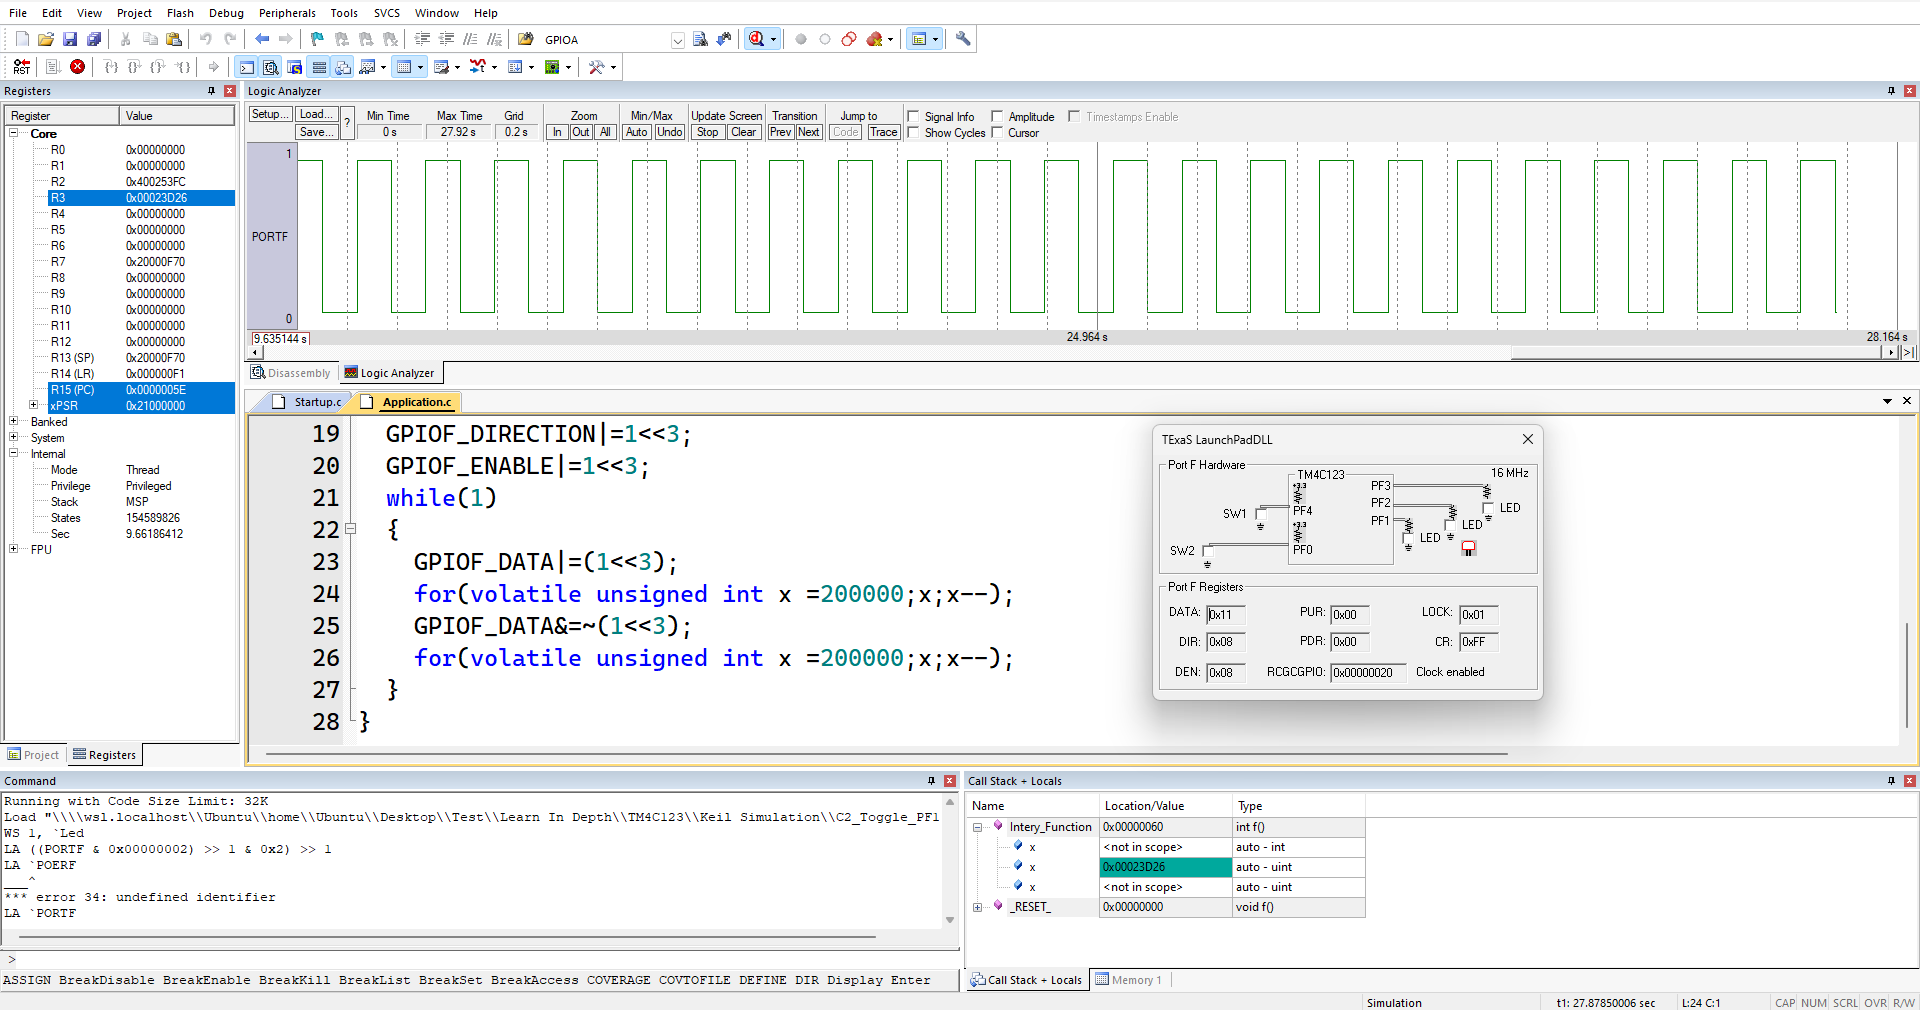 File Edit View Project Flash Debug Peripherals Tools SVCS Window Help
GPIOA
RST
Registers
Register Value
Core
R0 0x00000000
R1 0x00000000
R2 0x400253FC
R3 0x00023D26
R4 0x00000000
R5 0x00000000
R6 0x00000000
R7 0x20000F70
R8 0x00000000
R9 0x00000000
R10 0x00000000
R11 0x00000000
R12 0x00000000
R13 (SP) 0x20000F70
R14 (LR) 0x000000F1
R15 (PC) 0x0000005E
xPSR 0x21000000
Banked
System
Internal
Mode Thread
Privilege Privileged
Stack MSP
States 154589826
Sec 9.66186412
FPU
Project Registers
Logic Analyzer
Setup... Load... Min Time Max Time Grid Zoom Min/Max Update Screen Transition Jump to Signal Info Amplitude Timestamps Enable
Save... ? 0 s 27.92 s 0.2 s In Out All Auto Undo Stop Clear Prev Next Code Trace Show Cycles Cursor
1
PORTF
0
9.635144 s 24.964 s 28.164 s
Disassembly Logic Analyzer
Startup.c Application.c
19 GPIOF_DIRECTION|=1<<3;
20 GPIOF_ENABLE|=1<<3;
21 while(1)
22 {
23 GPIOF_DATA|=(1<<3);
24 for(volatile unsigned int x =200000;x;x--);
25 GPIOF_DATA&=~(1<<3);
26 for(volatile unsigned int x =200000;x;x--);
27 }
28 }
TExaS LaunchPadDLL
Port F Hardware
TM4C123 16 MHz
+3.3 PF3
SW1 PF4 PF2 LED
+3.3 PF1 LED
SW2 PF0 LED
Port F Registers
DATA: 0x11 PUR: 0x00 LOCK: 0x01
DIR: 0x08 PDR: 0x00 CR: 0xFF
DEN: 0x08 RCGCGPIO: 0x00000020 Clock enabled
Command
Running with Code Size Limit: 32K
Load "\\\\wsl.localhost\\Ubuntu\\home\\Ubuntu\\Desktop\\Test\\Learn In Depth\\TM4C123\\Keil Simulation\\C2_Toggle_PF1
WS 1, `Led
LA ((PORTF & 0x00000002) >> 1 & 0x2) >> 1
LA `POERF
___^
*** error 34: undefined identifier
LA `PORTF
>
ASSIGN BreakDisable BreakEnable BreakKill BreakList BreakSet BreakAccess COVERAGE COVTOFILE DEFINE DIR Display Enter
Call Stack + Locals
Name Location/Value Type
Intery_Function 0x00000060 int f()
x <not in scope> auto - int
x 0x00023D26 auto - uint
x <not in scope> auto - uint
_RESET_ 0x00000000 void f()
Call Stack + Locals Memory 1
Simulation t1: 27.87850006 sec L:24 C:1 CAP NUM SCRL OVR R/W